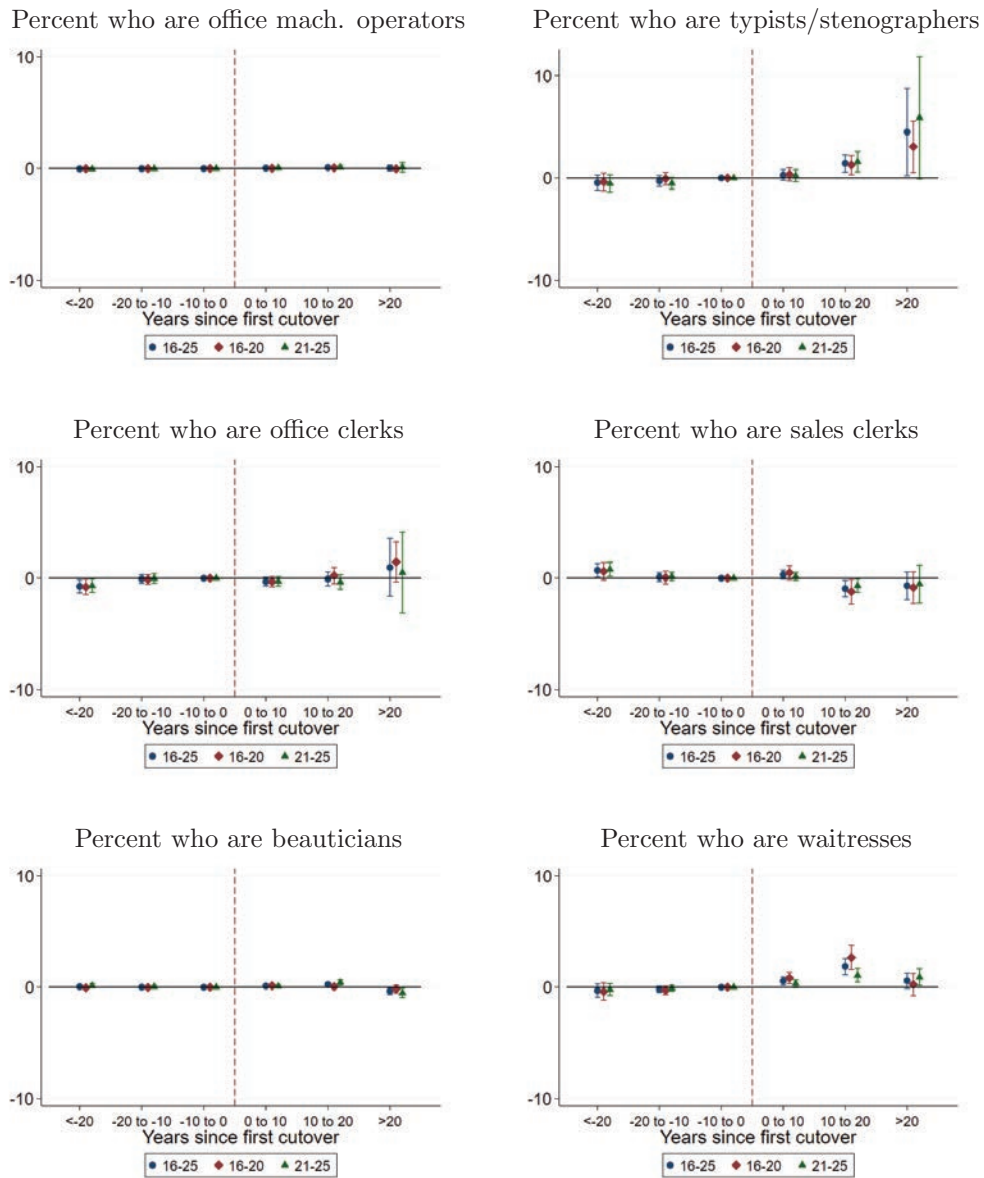 Percent who are office mach. operators
10
0
-10
<-20 -20 to -10 -10 to 0 0 to 10 10 to 20 >20
Years since first cutover
16-25 16-20 21-25
Percent who are typists/stenographers
10
0
-10
<-20 -20 to -10 -10 to 0 0 to 10 10 to 20 >20
Years since first cutover
16-25 16-20 21-25
Percent who are office clerks
10
0
-10
<-20 -20 to -10 -10 to 0 0 to 10 10 to 20 >20
Years since first cutover
16-25 16-20 21-25
Percent who are sales clerks
10
0
-10
<-20 -20 to -10 -10 to 0 0 to 10 10 to 20 >20
Years since first cutover
16-25 16-20 21-25
Percent who are beauticians
10
0
-10
<-20 -20 to -10 -10 to 0 0 to 10 10 to 20 >20
Years since first cutover
16-25 16-20 21-25
Percent who are waitresses
10
0
-10
<-20 -20 to -10 -10 to 0 0 to 10 10 to 20 >20
Years since first cutover
16-25 16-20 21-25